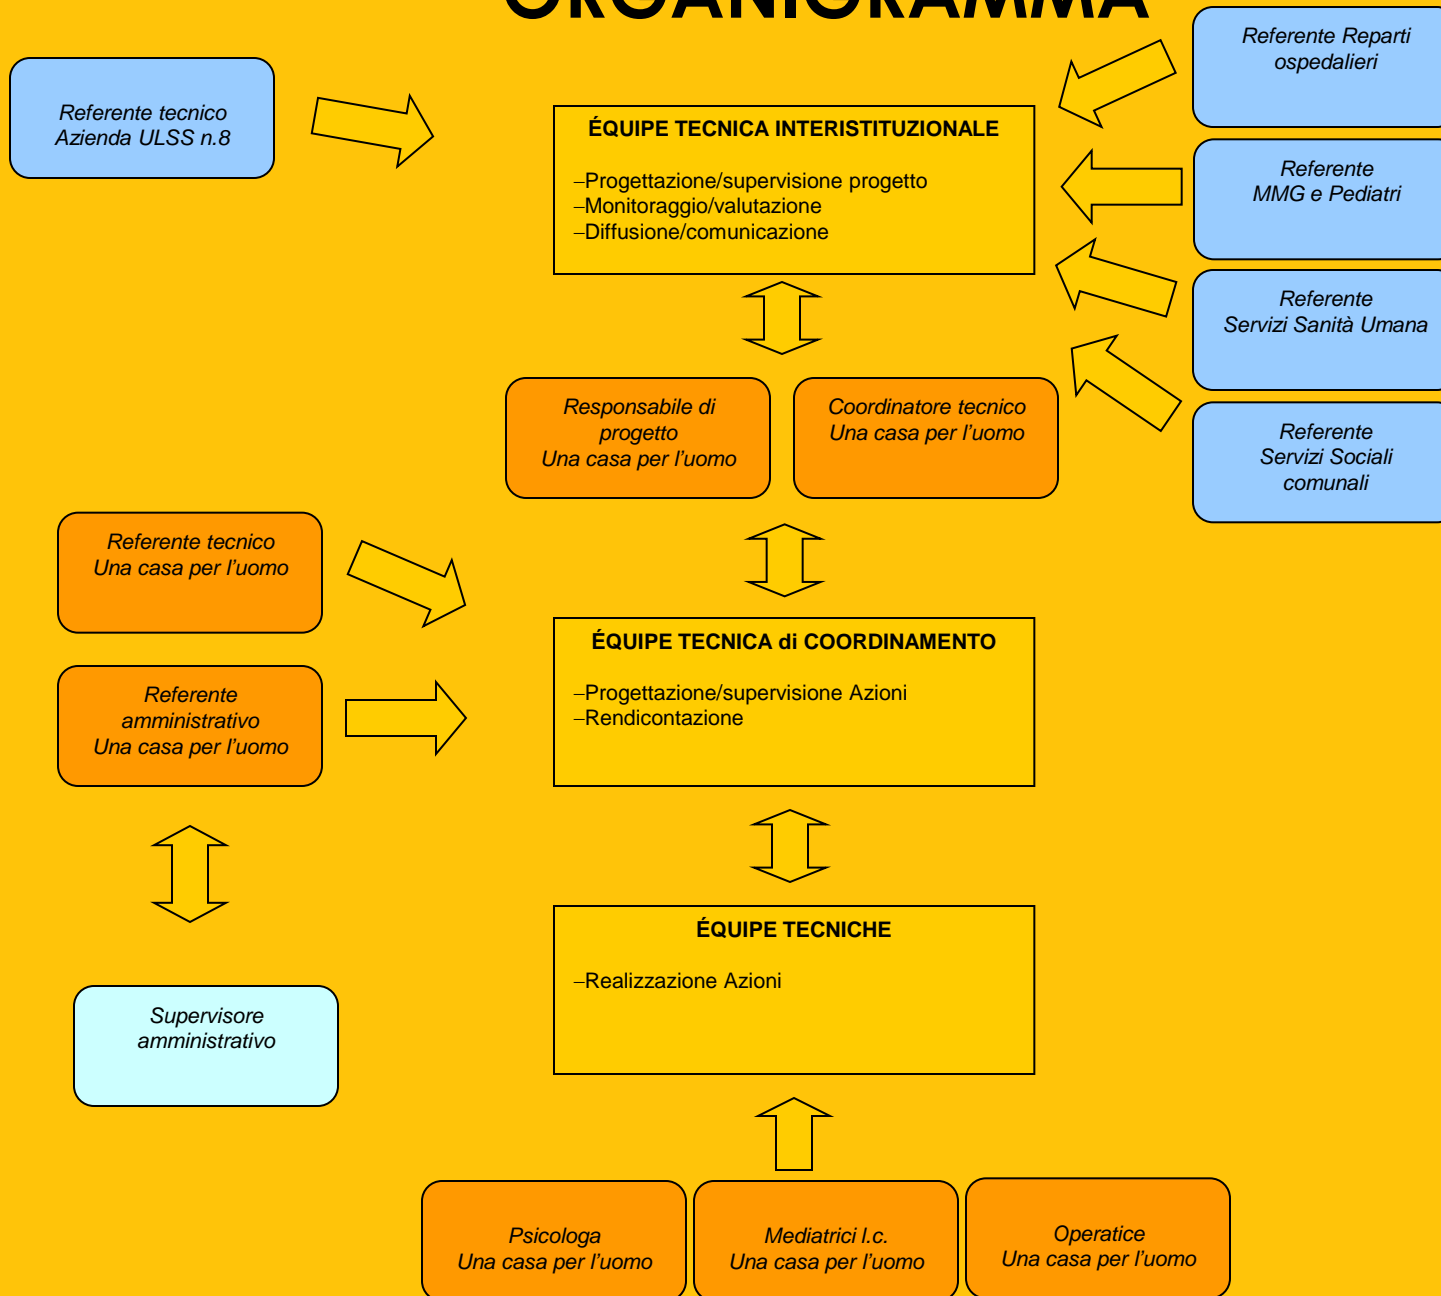 ORGANIGRAMMA
Referente Reparti
ospedalieri
Referente tecnico
Azienda ULSS n.8
ÉQUIPE TECNICA INTERISTITUZIONALE
–Progettazione/supervisione progetto
–Monitoraggio/valutazione
–Diffusione/comunicazione
Referente
MMG e Pediatri
Referente
Servizi Sanità Umana
Referente
Servizi Sociali
comunali
Responsabile di
progetto
Una casa per l’uomo
Coordinatore tecnico
Una casa per l’uomo
Referente tecnico
Una casa per l’uomo
Referente
amministrativo
Una casa per l’uomo
ÉQUIPE TECNICA di COORDINAMENTO
–Progettazione/supervisione Azioni
–Rendicontazione
ÉQUIPE TECNICHE
–Realizzazione Azioni
Supervisore
amministrativo
Psicologa
Una casa per l’uomo
Mediatrici l.c.
Una casa per l’uomo
Operatice
Una casa per l’uomo